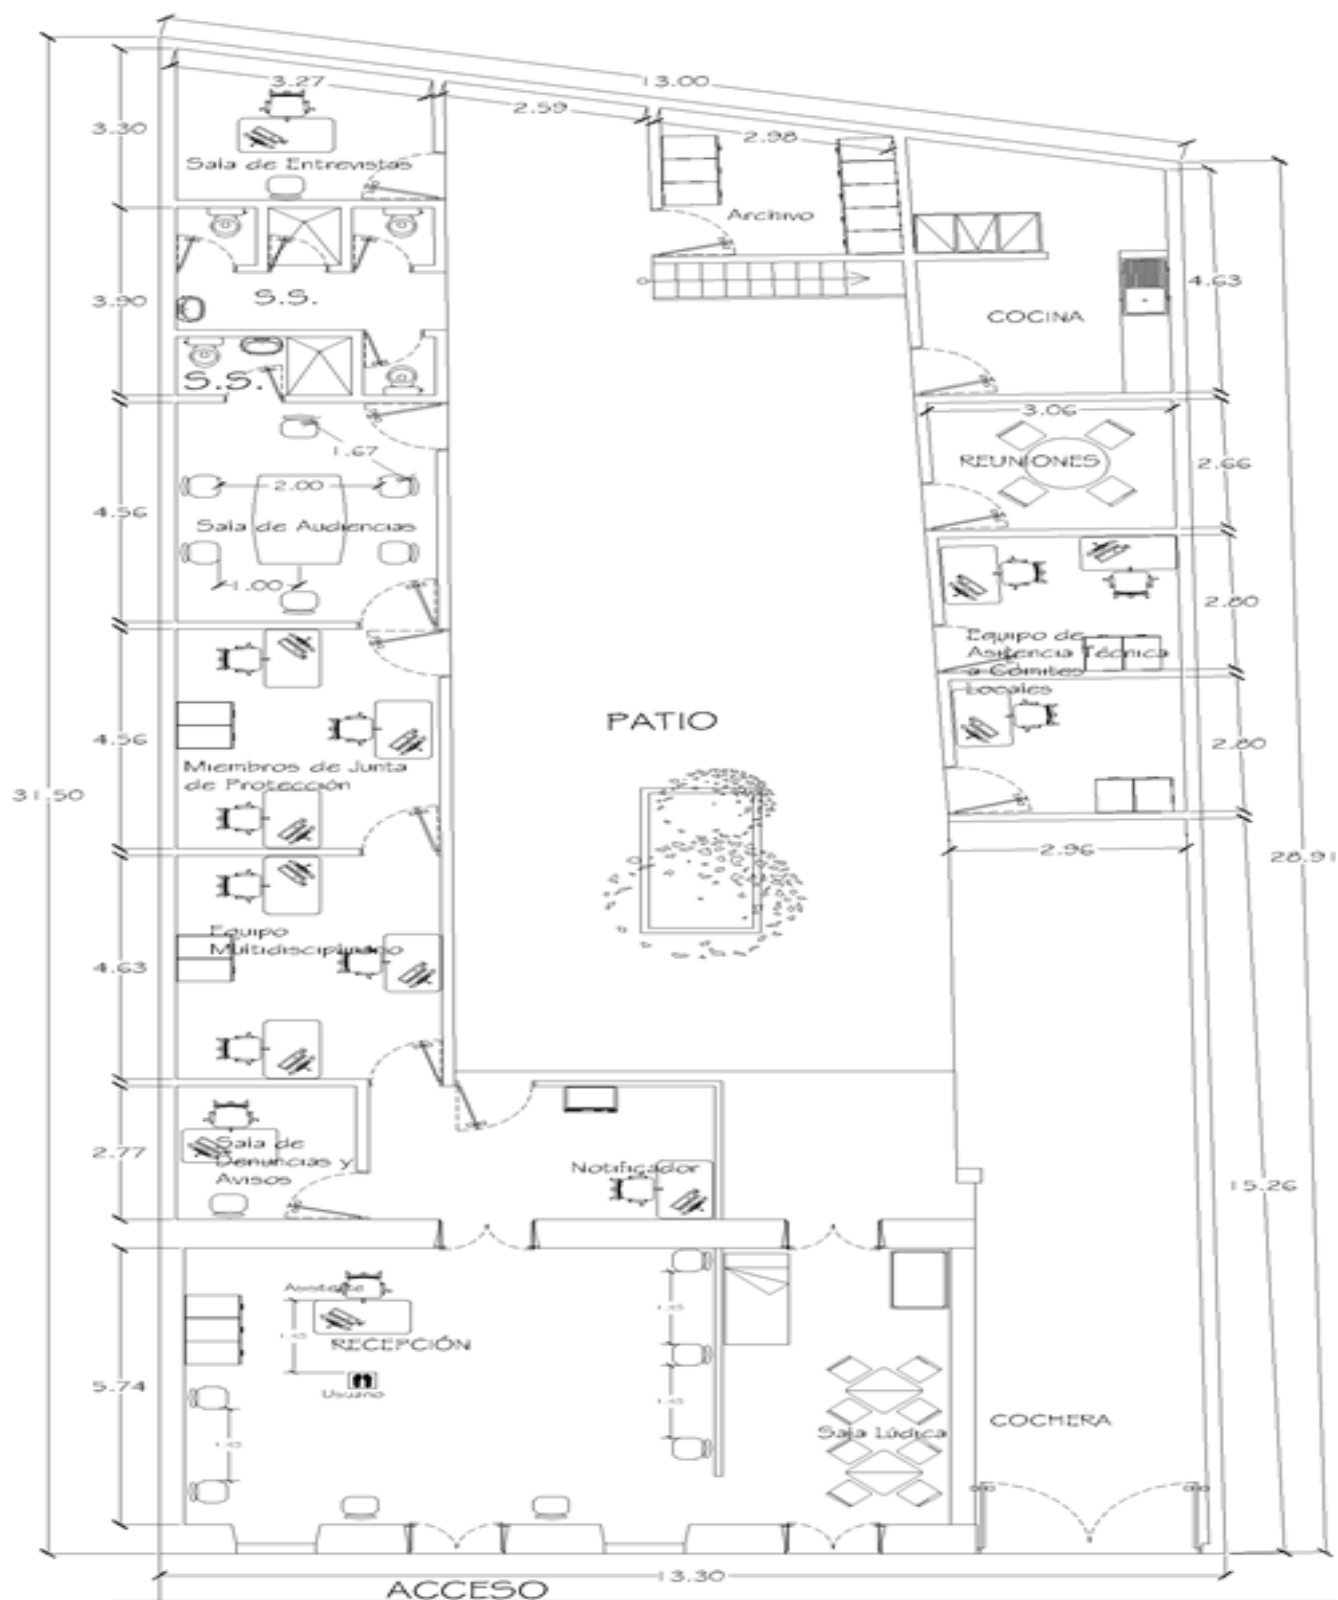 13.00
3.27
2.59
2.98
3.30
Sala de Entrevistas
Archivo
3.90
S.S.
4.63
COCINA
S.S.
3.06
1.67
REUNIONES
2.66
2.00
4.56
Sala de Audiencias
1.00
2.80
Equipo de
Asitencia Técnica
a Cómites
Locales
PATIO
4.56
2.80
Miembros de Junta
de Protección
31.50
2.96
28.91
Equipo
Multidisciplinario
4.63
Sala de
Denuncias y
Avisos
2.77
Notificador
15.26
Asistente
RECEPCIÓN
Usuario
5.74
COCHERA
Sala Lúdica
13.30
ACCESO